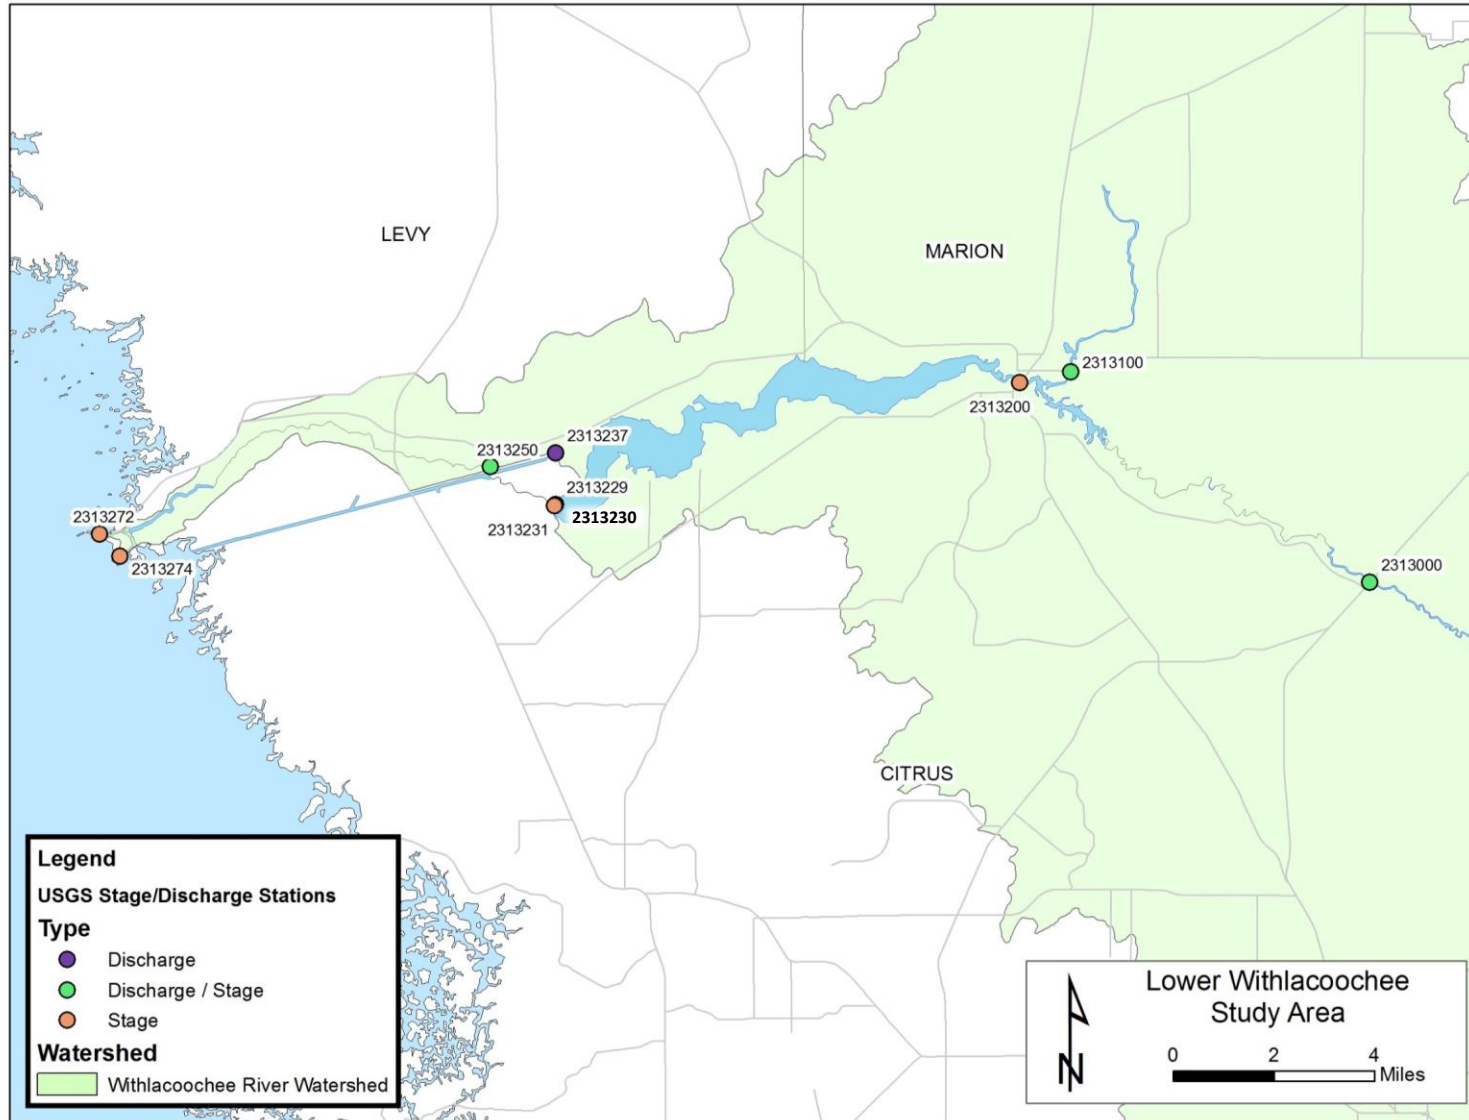 LEVY
MARION
2313100
2313200
2313237
2313250
2313229
2313230
2313231
2313272
2313274
2313000
CITRUS
Legend
USGS Stage/Discharge Stations
Type
Discharge
Discharge / Stage
Stage
Watershed
Withlacoochee River Watershed
Lower Withlacoochee
Study Area
N
0 2 4
Miles